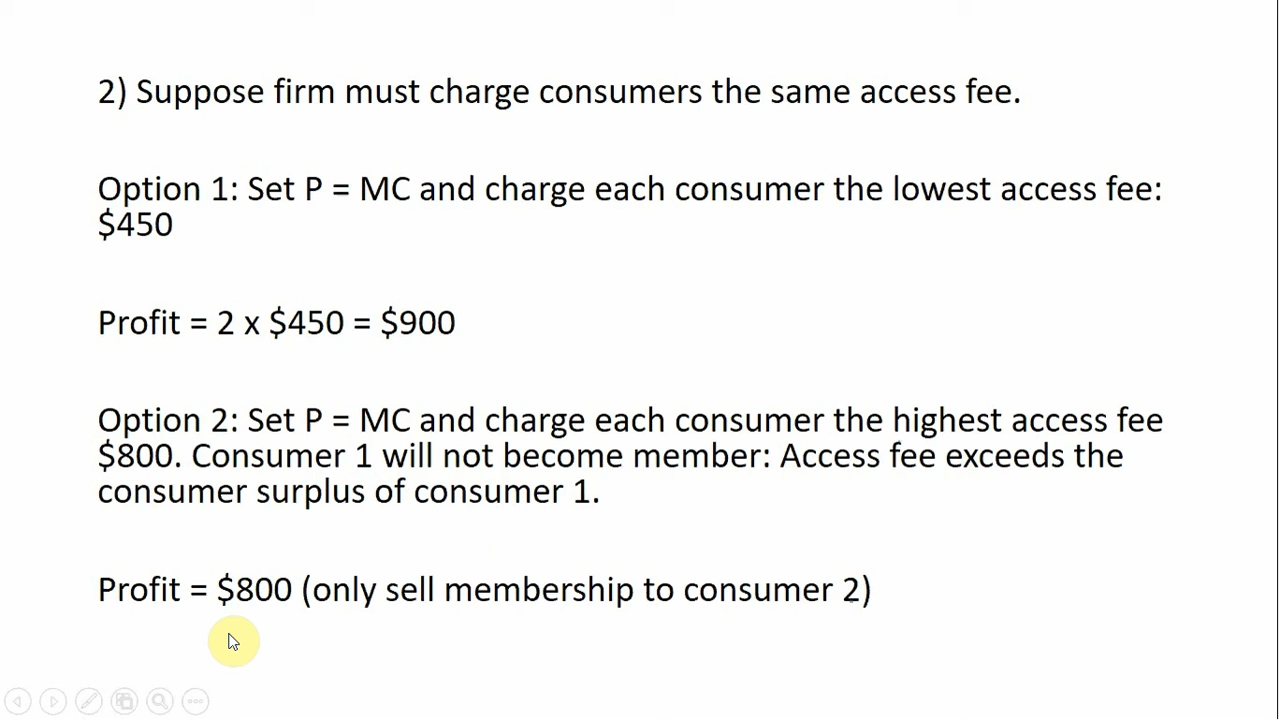 2) Suppose firm must charge consumers the same access fee.
Option 1: Set P = MC and charge each consumer the lowest access fee:
$450
Profit = 2 x $450 = $900
Option 2: Set P = MC and charge each consumer the highest access fee
$800. Consumer 1 will not become member: Access fee exceeds the
consumer surplus of consumer 1.
Profit = $800 (only sell membership to consumer 2)